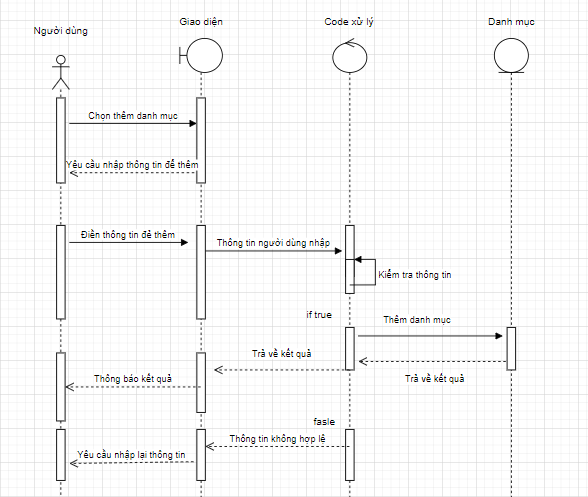 Người dùng
Giao diện
Code xử lý
Danh mục
Chọn thêm danh mục
Yêu cầu nhập thông tin để thêm
Điền thông tin để thêm
Thông tin người dùng nhập
Kiểm tra thông tin
if true
Thêm danh mục
Trả về kết quả
Trả về kết quả
Thông báo kết quả
fasle
Thông tin không hợp lệ
Yêu cầu nhập lại thông tin